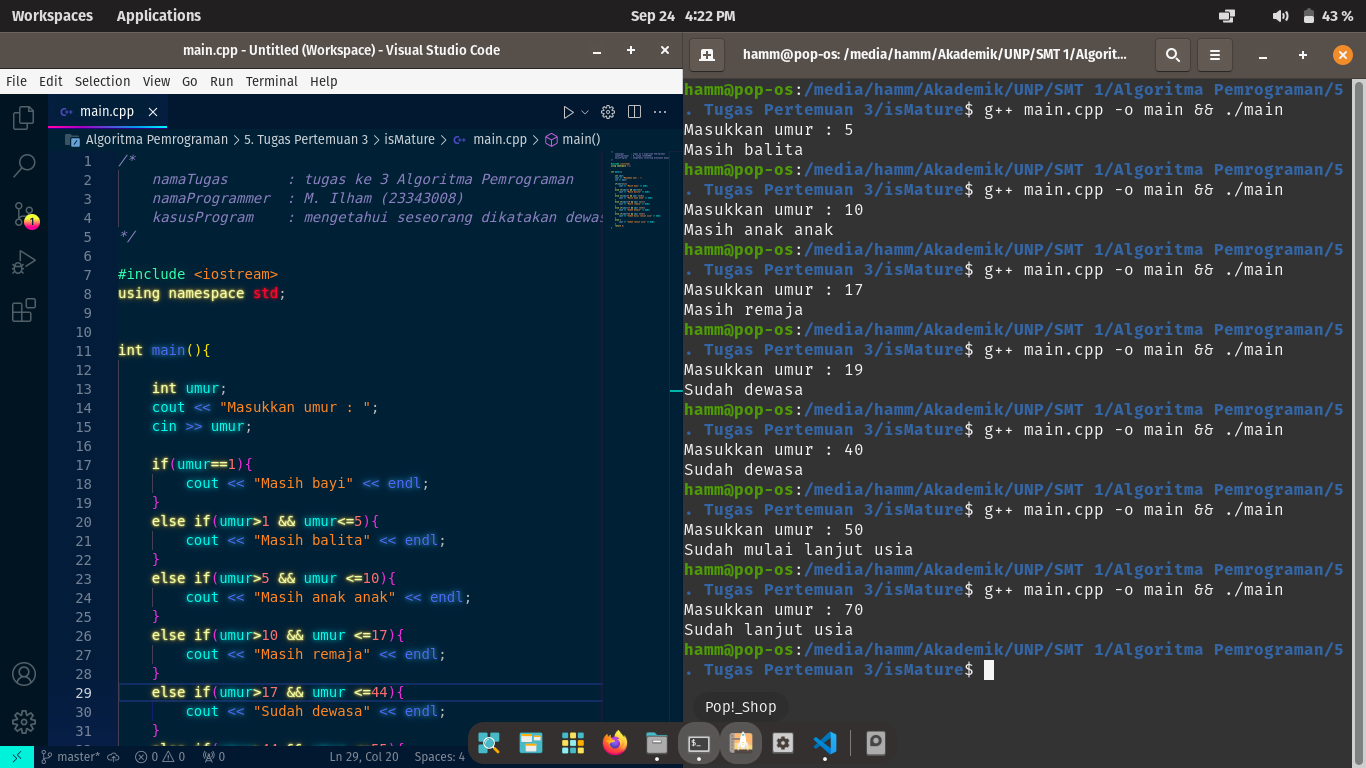 Workspaces Applications Sep 24 4:22 PM 43 %
main.cpp - Untitled (Workspace) - Visual Studio Code
File Edit Selection View Go Run Terminal Help
main.cpp
Algoritma Pemrograman > 5. Tugas Pertemuan 3 > isMature > main.cpp > main()
1 /*
2 namaTugas : tugas ke 3 Algoritma Pemrograman
3 namaProgrammer : M. Ilham (23343008)
4 kasusProgram : mengetahui seseorang dikatakan dewas
5 */
6
7 #include <iostream>
8 using namespace std;
9
10
11 int main(){
12
13 int umur;
14 cout << "Masukkan umur : ";
15 cin >> umur;
16
17 if(umur==1){
18 cout << "Masih bayi" << endl;
19 }
20 else if(umur>1 && umur<=5){
21 cout << "Masih balita" << endl;
22 }
23 else if(umur>5 && umur <=10){
24 cout << "Masih anak anak" << endl;
25 }
26 else if(umur>10 && umur <=17){
27 cout << "Masih remaja" << endl;
28 }
29 else if(umur>17 && umur <=44){
30 cout << "Sudah dewasa" << endl;
31 }
1
master* 0 0 0 Ln 29, Col 20 Spaces: 4
hamm@pop-os: /media/hamm/Akademik/UNP/SMT 1/Algorit...
hamm@pop-os:/media/hamm/Akademik/UNP/SMT 1/Algoritma Pemrograman/5
. Tugas Pertemuan 3/isMature$ g++ main.cpp -o main && ./main
Masukkan umur : 5
Masih balita
hamm@pop-os:/media/hamm/Akademik/UNP/SMT 1/Algoritma Pemrograman/5
. Tugas Pertemuan 3/isMature$ g++ main.cpp -o main && ./main
Masukkan umur : 10
Masih anak anak
hamm@pop-os:/media/hamm/Akademik/UNP/SMT 1/Algoritma Pemrograman/5
. Tugas Pertemuan 3/isMature$ g++ main.cpp -o main && ./main
Masukkan umur : 17
Masih remaja
hamm@pop-os:/media/hamm/Akademik/UNP/SMT 1/Algoritma Pemrograman/5
. Tugas Pertemuan 3/isMature$ g++ main.cpp -o main && ./main
Masukkan umur : 19
Sudah dewasa
hamm@pop-os:/media/hamm/Akademik/UNP/SMT 1/Algoritma Pemrograman/5
. Tugas Pertemuan 3/isMature$ g++ main.cpp -o main && ./main
Masukkan umur : 40
Sudah dewasa
hamm@pop-os:/media/hamm/Akademik/UNP/SMT 1/Algoritma Pemrograman/5
. Tugas Pertemuan 3/isMature$ g++ main.cpp -o main && ./main
Masukkan umur : 50
Sudah mulai lanjut usia
hamm@pop-os:/media/hamm/Akademik/UNP/SMT 1/Algoritma Pemrograman/5
. Tugas Pertemuan 3/isMature$ g++ main.cpp -o main && ./main
Masukkan umur : 70
Sudah lanjut usia
hamm@pop-os:/media/hamm/Akademik/UNP/SMT 1/Algoritma Pemrograman/5
. Tugas Pertemuan 3/isMature$
Pop!_Shop